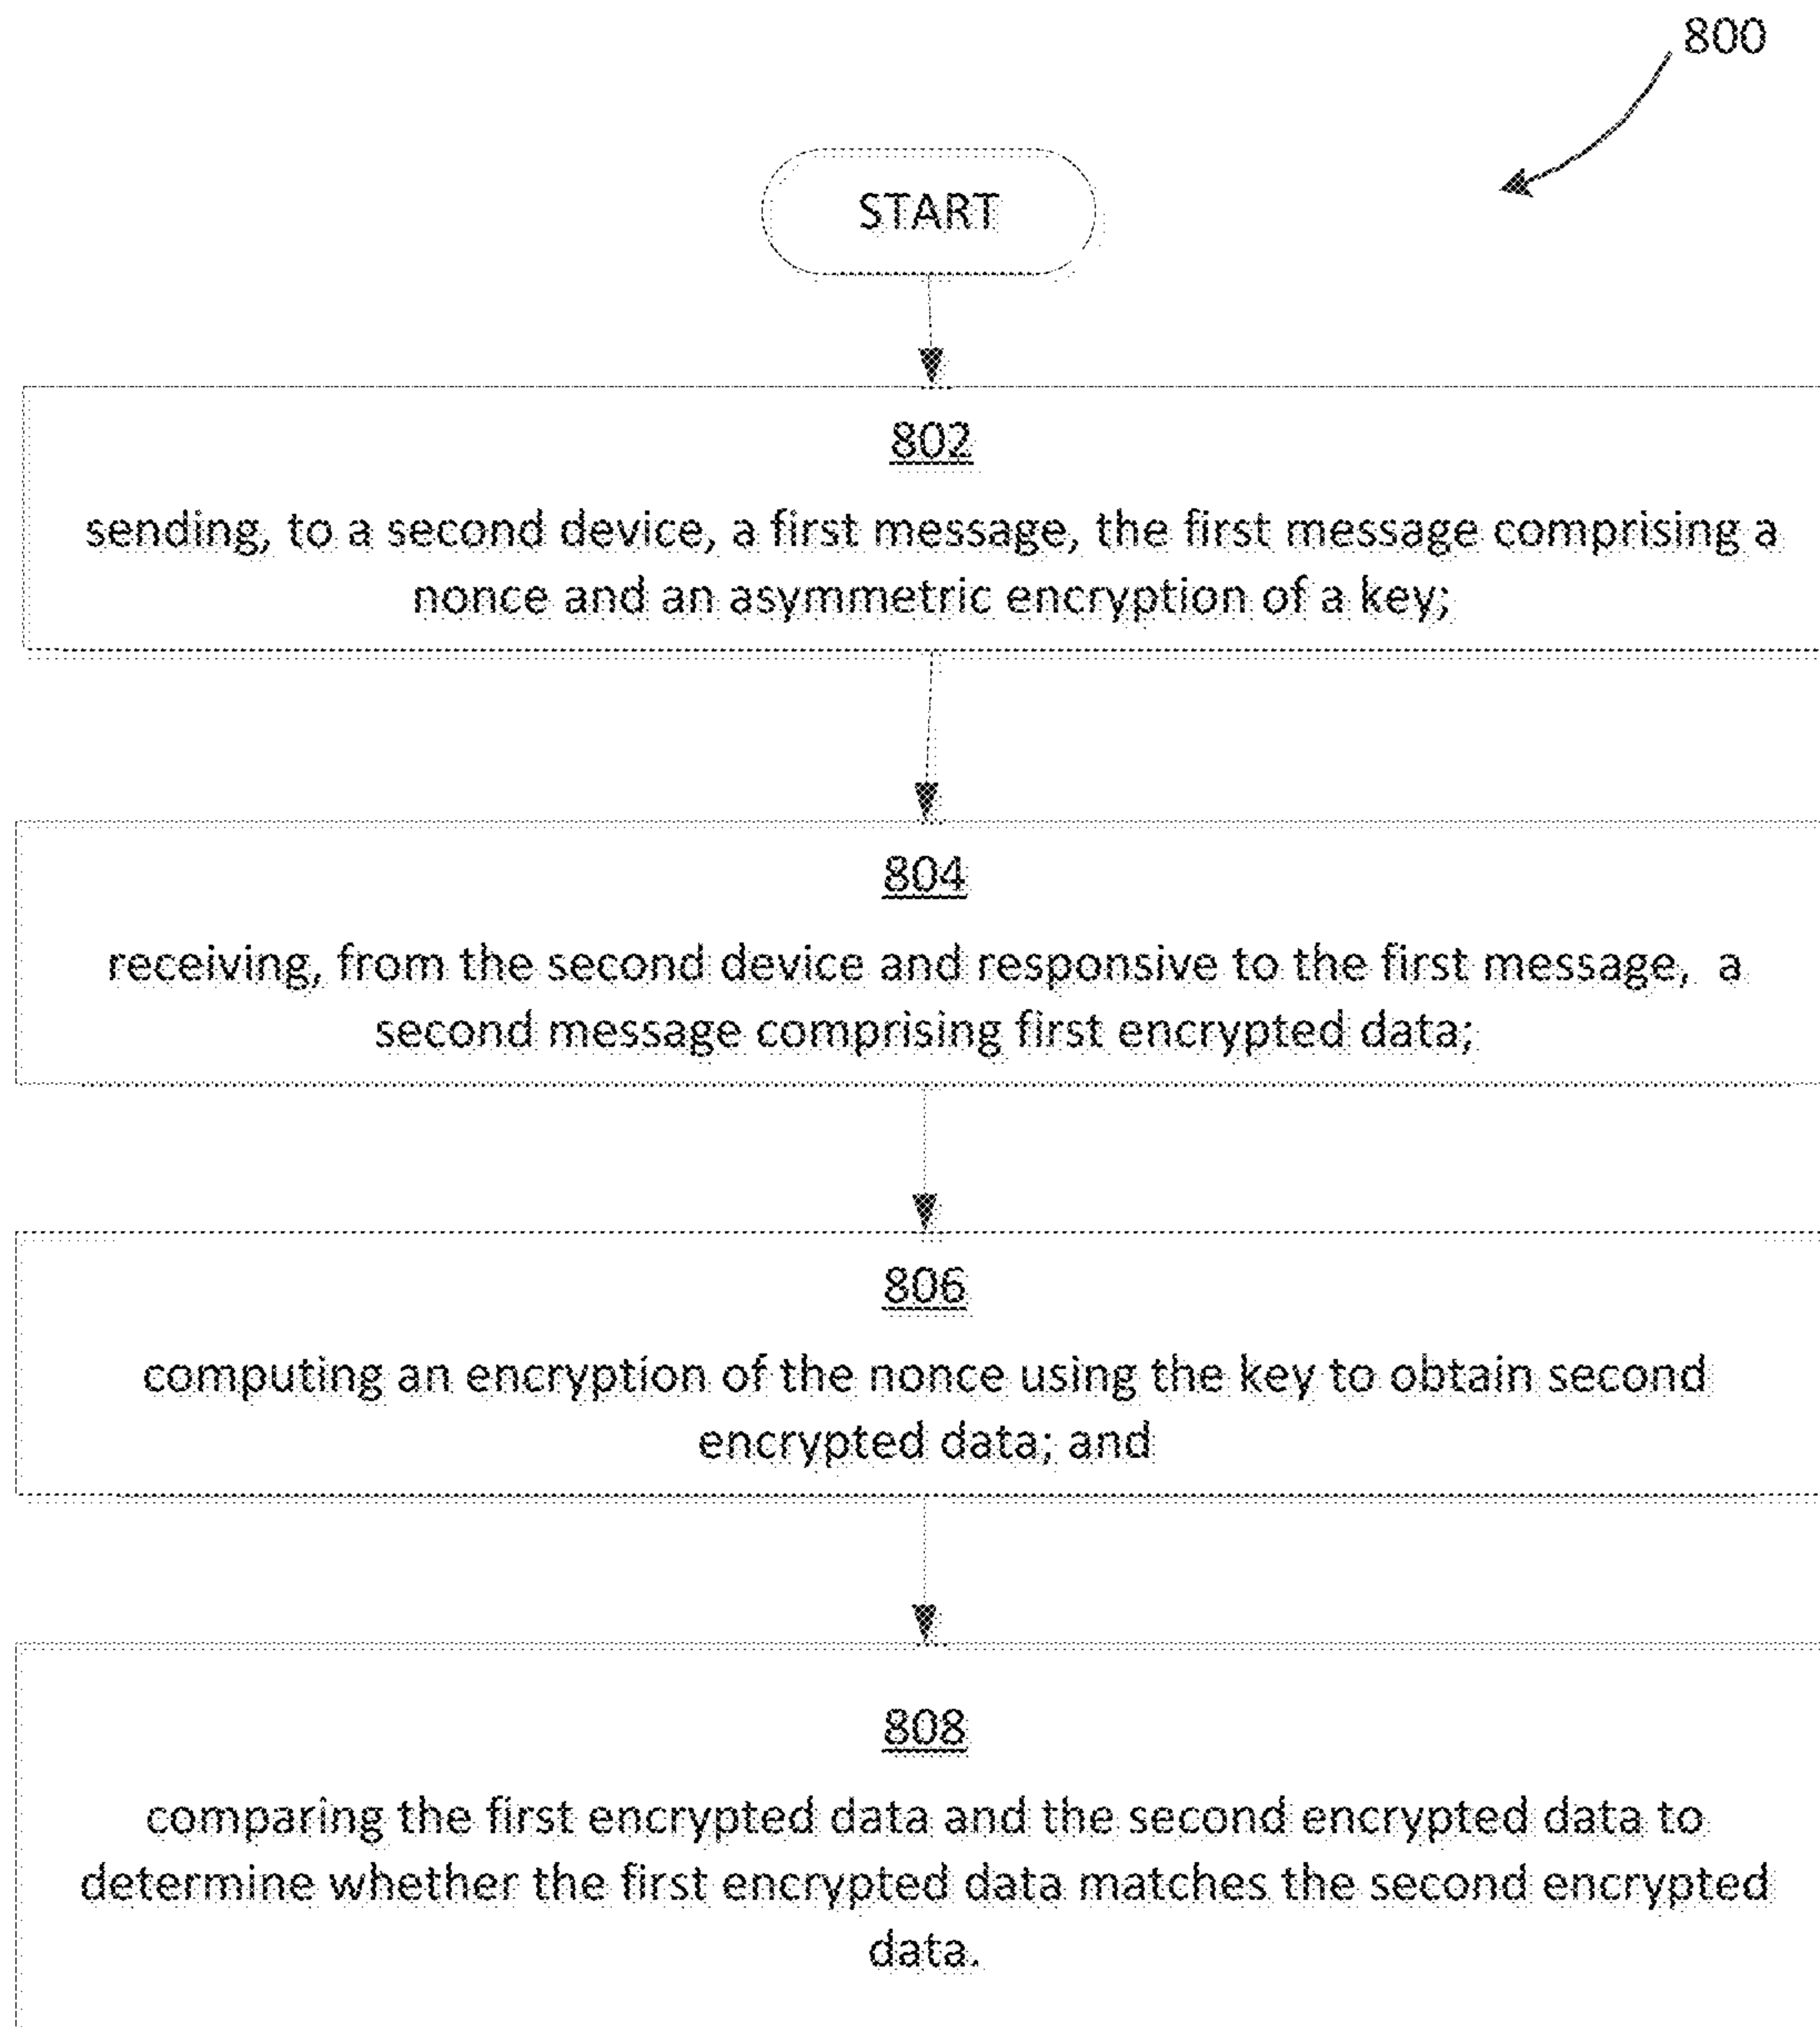 800
START
802
sending, to a second device, a first message, the first message comprising a
nonce and an asymmetric encryption of a key;
804
receiving, from the second device and responsive to the first message, a
second message comprising first encrypted data;
806
computing an encryption of the nonce using the key to obtain second
encrypted data; and
808
comparing the first encrypted data and the second encrypted data to
determine whether the first encrypted data matches the second encrypted
data.